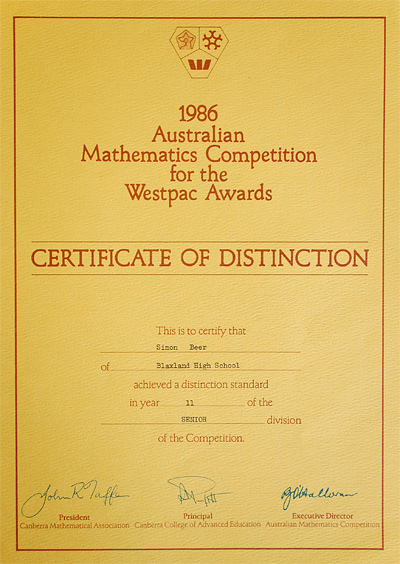 1986
Australian
Mathematics Competition
for the
Westpac Awards
CERTIFICATE OF DISTINCTION
This is to certify that
Simon Beer
of Blaxland High School
achieved a distinction standard
in year 11 of the
SENIOR division
of the Competition.
President Principal Executive Director
Canberra Mathematical Association Canberra College of Advanced Education Australian Mathematics Competition